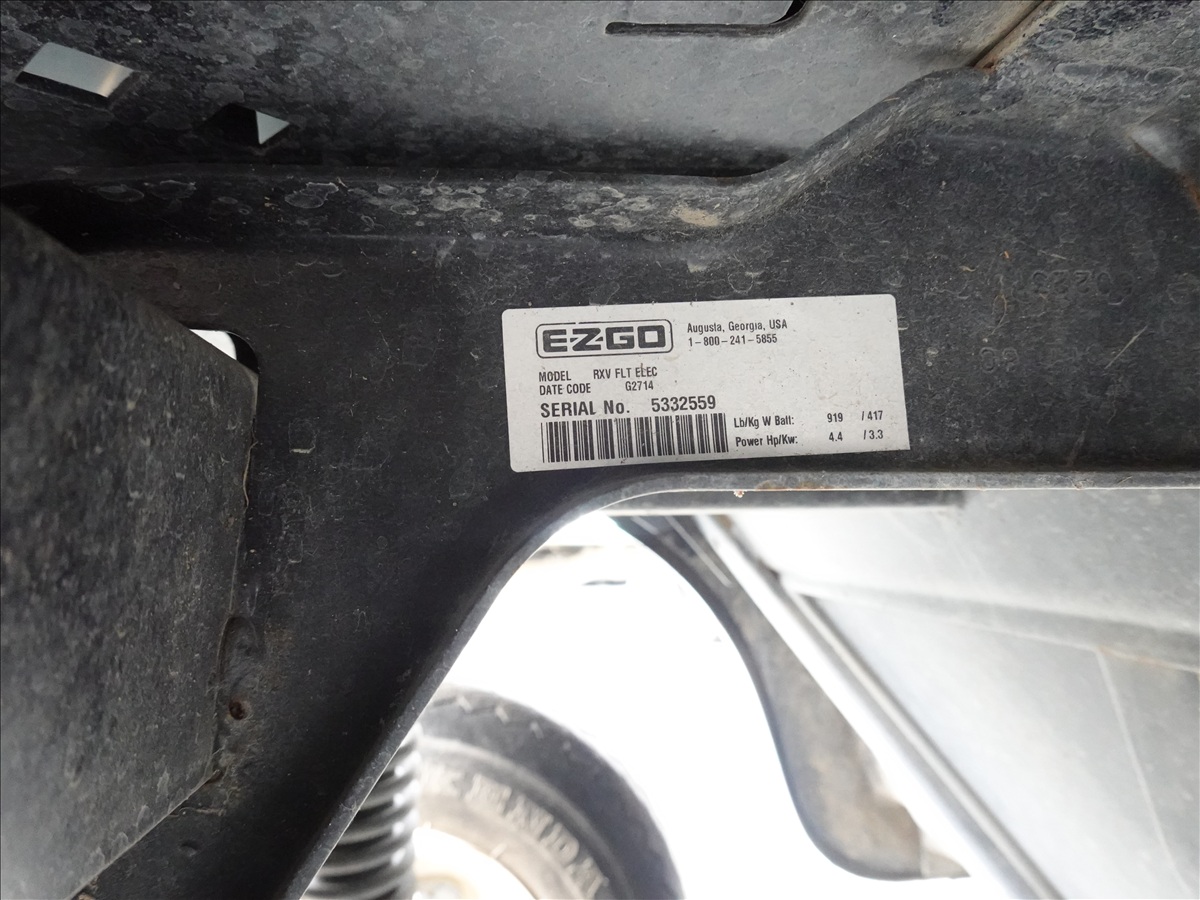 E-Z-GO
Augusta, Georgia, USA
1-800-241-5855
MODEL RXV FLT ELEC
DATE CODE G2714
SERIAL No. 5332559
Lb/Kg W Batt: 919 / 417
Power Hp/Kw: 4.4 / 3.3
KENDA